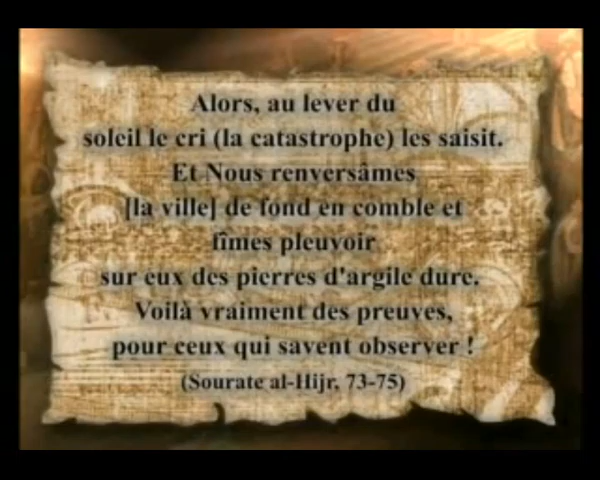 Alors, au lever du
soleil le cri (la catastrophe) les saisit.
Et Nous renversâmes
[la ville] de fond en comble et
fîmes pleuvoir
sur eux des pierres d'argile dure.
Voilà vraiment des preuves,
pour ceux qui savent observer !
(Sourate al-Hijr, 73-75)